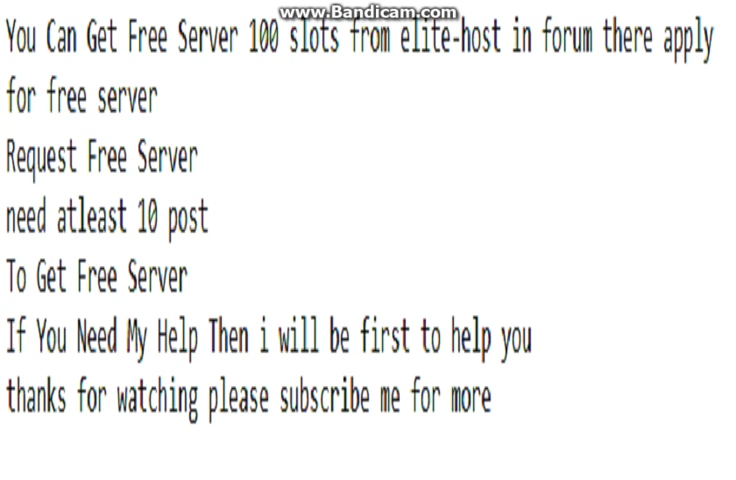 www.Bandicam.com
You Can Get Free Server 100 slots from elite-host in forum there apply
for free server
Request Free Server
need atleast 10 post
To Get Free Server
If You Need My Help Then i will be first to help you
thanks for watching please subscribe me for more